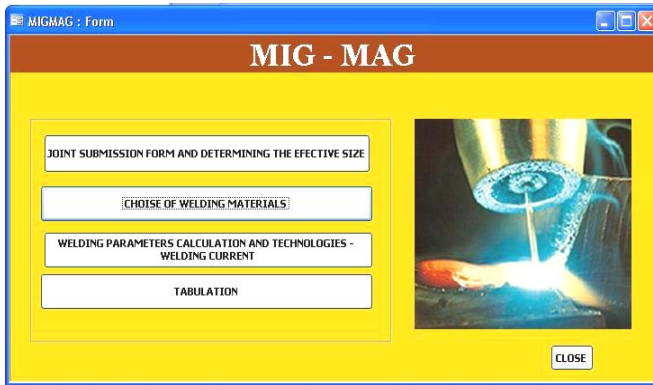 MIGMAG : Form
MIG - MAG
JOINT SUBMISSION FORM AND DETERMINING THE EFECTIVE SIZE
CHOISE OF WELDING MATERIALS
WELDING PARAMETERS CALCULATION AND TECHNOLOGIES -
WELDING CURRENT
TABULATION
CLOSE